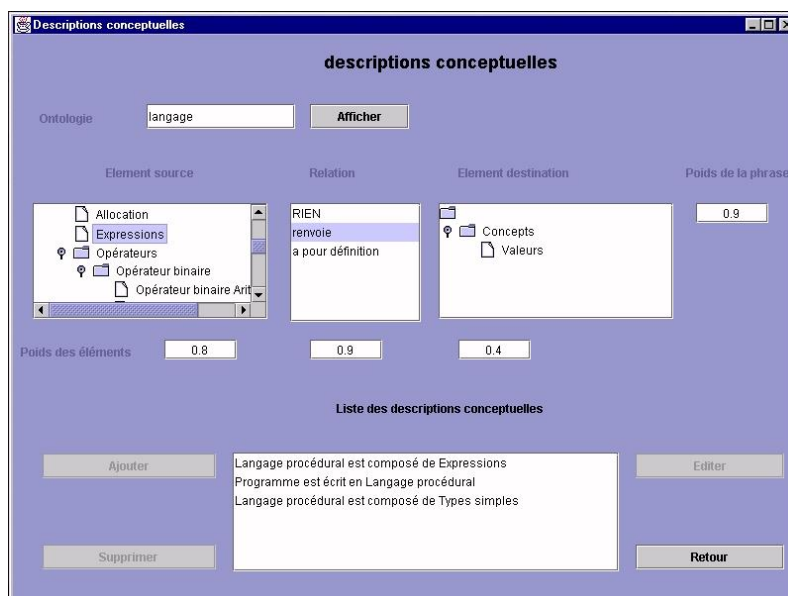 Descriptions conceptuelles
descriptions conceptuelles
Ontologie langage Afficher
Element source Relation Element destination Poids de la phrase
Allocation
Expressions
Opérateurs
Opérateur binaire
Opérateur binaire Arit
RIEN
renvoie
a pour définition
Concepts
Valeurs
0.9
Poids des éléments 0.8 0.9 0.4
Liste des descriptions conceptuelles
Ajouter
Langage procédural est composé de Expressions
Programme est écrit en Langage procédural
Langage procédural est composé de Types simples
Editer
Supprimer
Retour